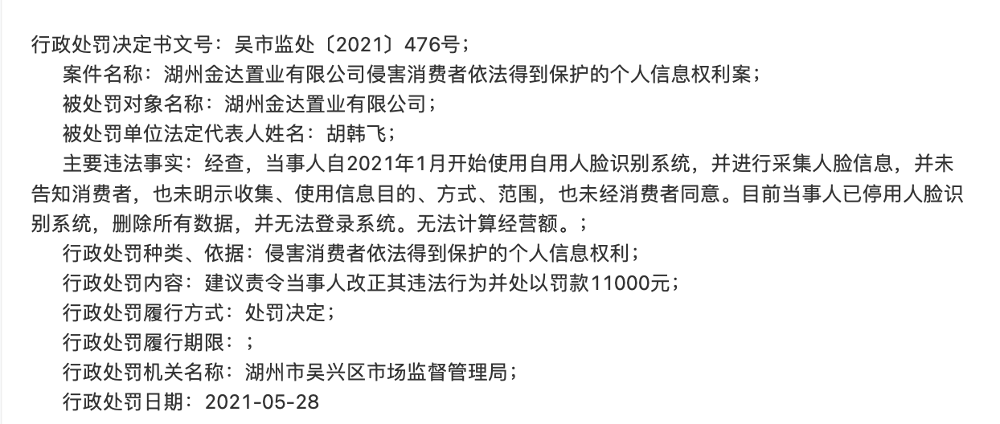 行政处罚决定书文号：吴市监处〔2021〕476号；
案件名称：湖州金达置业有限公司侵害消费者依法得到保护的个人信息权利案；
被处罚对象名称：湖州金达置业有限公司；
被处罚单位法定代表人姓名：胡韩飞；
主要违法事实：经查，当事人自2021年1月开始使用自用人脸识别系统，并进行采集人脸信息，并未
告知消费者，也未明示收集、使用信息目的、方式、范围，也未经消费者同意。目前当事人已停用人脸识
别系统，删除所有数据，并无法登录系统。无法计算经营额。；
行政处罚种类、依据：侵害消费者依法得到保护的个人信息权利；
行政处罚内容：建议责令当事人改正其违法行为并处以罚款11000元；
行政处罚履行方式：处罚决定；
行政处罚履行期限：；
行政处罚机关名称：湖州市吴兴区市场监督管理局；
行政处罚日期：2021-05-28